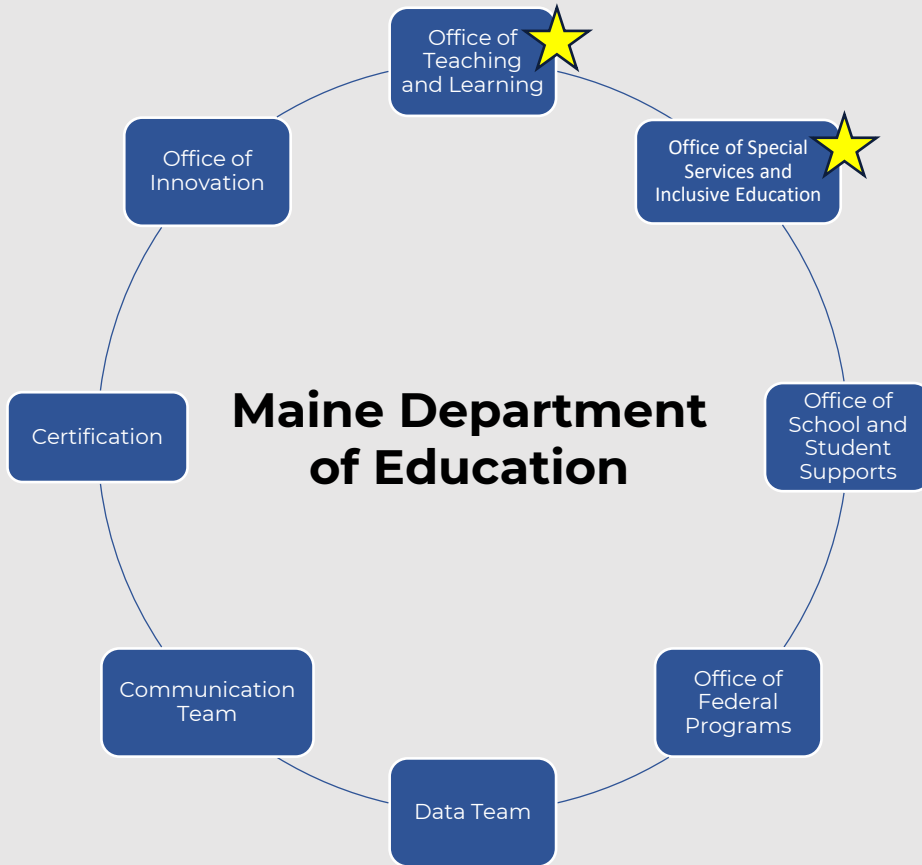 Office of
Teaching
and Learning
Office of Special
Services and
Inclusive Education
Office of
Innovation
Maine Department
of Education
Certification
Office of
School and
Student
Supports
Communication
Team
Office of
Federal
Programs
Data Team